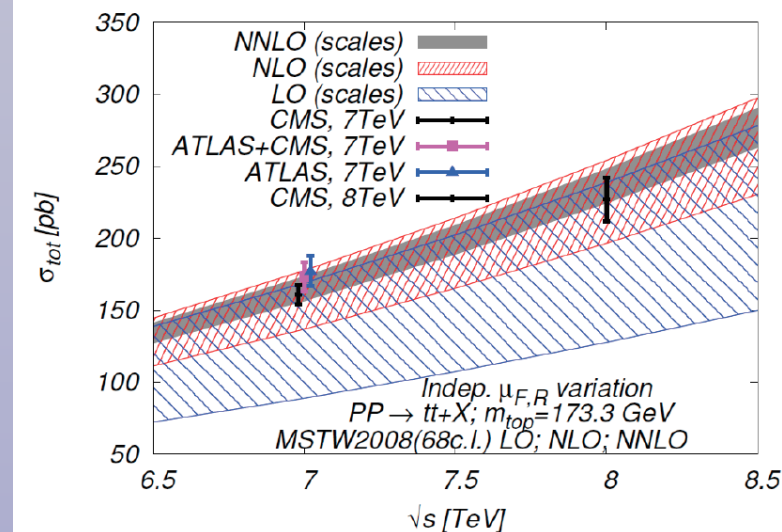 350
300
250
200
150
100
50
σtot [pb]
NNLO (scales)
NLO (scales)
LO (scales)
CMS, 7TeV
ATLAS+CMS, 7TeV
ATLAS, 7TeV
CMS, 8TeV
Indep. μF,R variation
PP → tt+X; mtop=173.3 GeV
MSTW2008(68c.l.) LO; NLO; NNLO
6.5 7 7.5 8 8.5
√s [TeV]